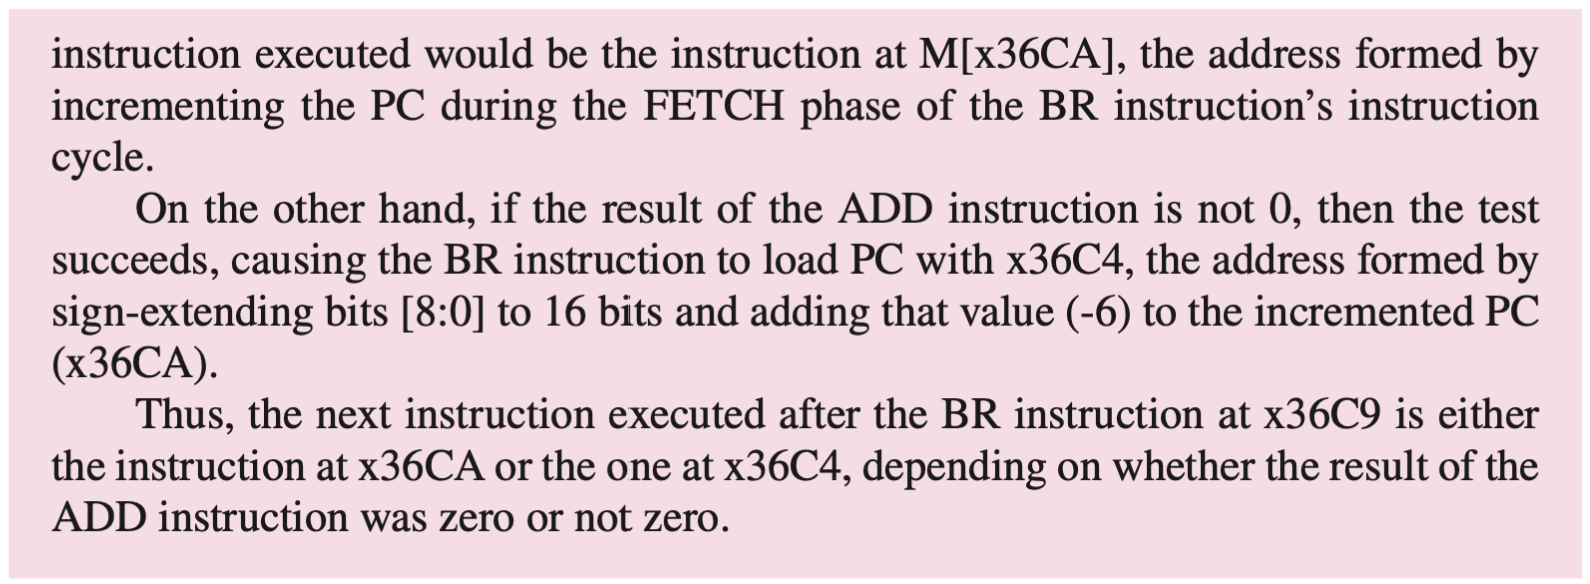 instruction executed would be the instruction at M[x36CA], the address formed by
incrementing the PC during the FETCH phase of the BR instruction’s instruction
cycle.
On the other hand, if the result of the ADD instruction is not 0, then the test
succeeds, causing the BR instruction to load PC with x36C4, the address formed by
sign-extending bits [8:0] to 16 bits and adding that value (-6) to the incremented PC
(x36CA).
Thus, the next instruction executed after the BR instruction at x36C9 is either
the instruction at x36CA or the one at x36C4, depending on whether the result of the
ADD instruction was zero or not zero.